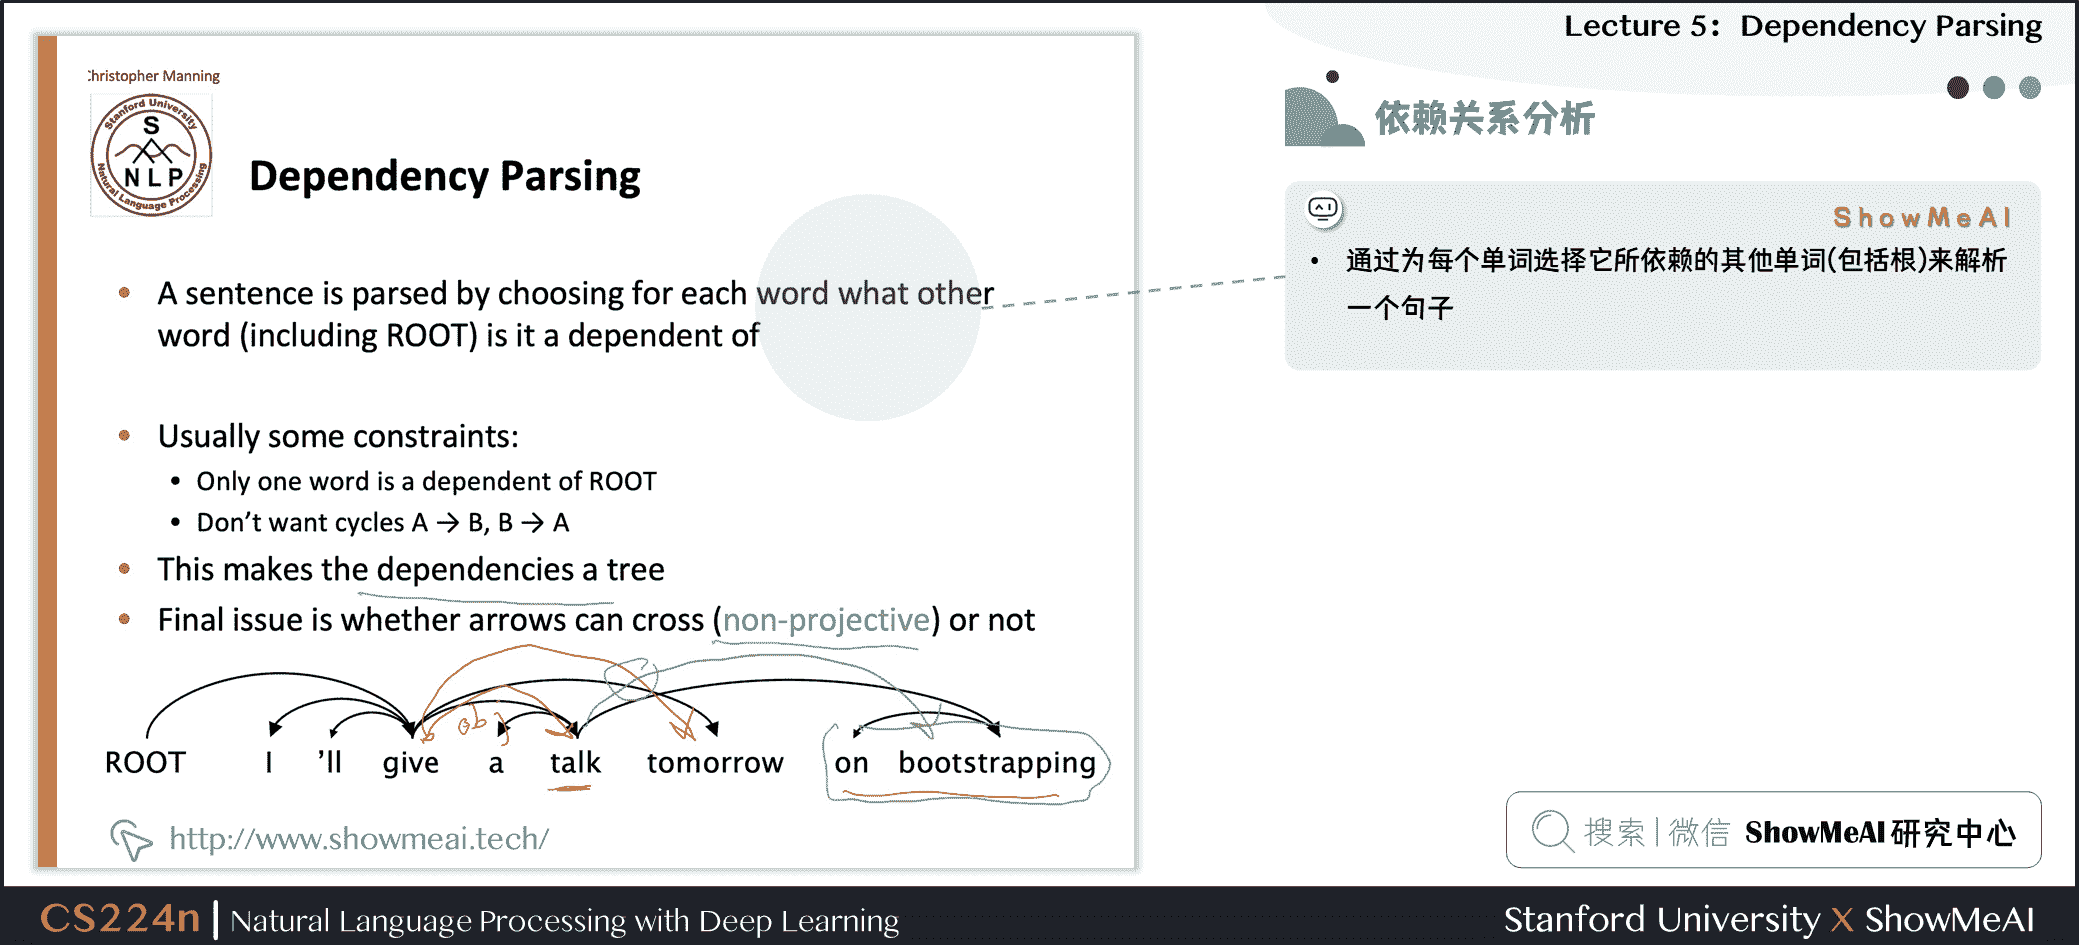 Lecture 5: Dependency Parsing
Christopher Manning
Stanford University
S
N L P
Natural Language Processing
Dependency Parsing
• A sentence is parsed by choosing for each word what other
word (including ROOT) is it a dependent of
• Usually some constraints:
• Only one word is a dependent of ROOT
• Don’t want cycles A → B, B → A
• This makes the dependencies a tree
• Final issue is whether arrows can cross (non-projective) or not
ROOT I ’ll give a talk tomorrow on bootstrapping
http://www.showmeai.tech/
依赖关系分析
ShowMeAI
• 通过为每个单词选择它所依赖的其他单词(包括根)来解析
一个句子
搜索|微信 ShowMeAI研究中心
CS224n | Natural Language Processing with Deep Learning
Stanford University X ShowMeAI